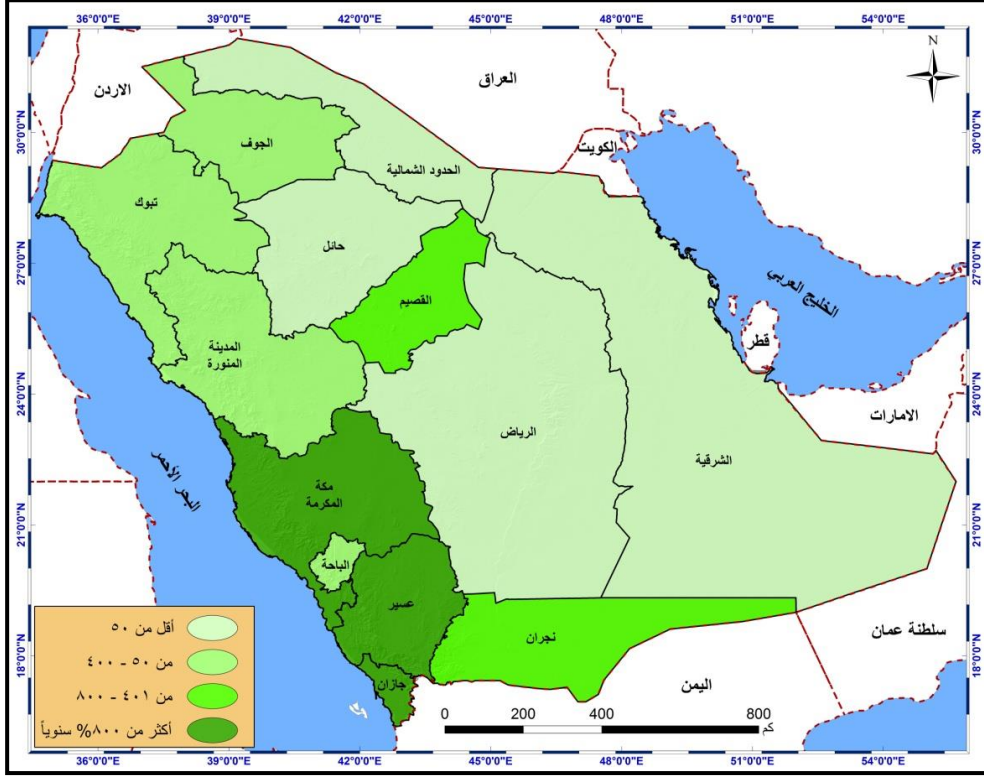 36°0'0"E
39°0'0"E
42°0'0"E
45°0'0"E
48°0'0"E
51°0'0"E
54°0'0"E
N
العراق
الاردن
30°0'0"N
30°0'0"N
الكويت
الجوف
الحدود الشمالية
تبوك
حائل
27°0'0"N
27°0'0"N
الخليج العربي
القصيم
قطر
المدينة
المنورة
24°0'0"N
24°0'0"N
الامارات
الرياض
الشرقية
البحر الأحمر
مكة
المكرمة
21°0'0"N
21°0'0"N
الباحة
عسير
نجران
سلطنة عمان
18°0'0"N
18°0'0"N
جازان
اليمن
أقل من ٥٠
من ٥٠ - ٤٠٠
من ٤٠١ - ٨٠٠
أكثر من ٨٠٠% سنوياً
0 200 400 800
كم
36°0'0"E
39°0'0"E
42°0'0"E
45°0'0"E
48°0'0"E
51°0'0"E
54°0'0"E